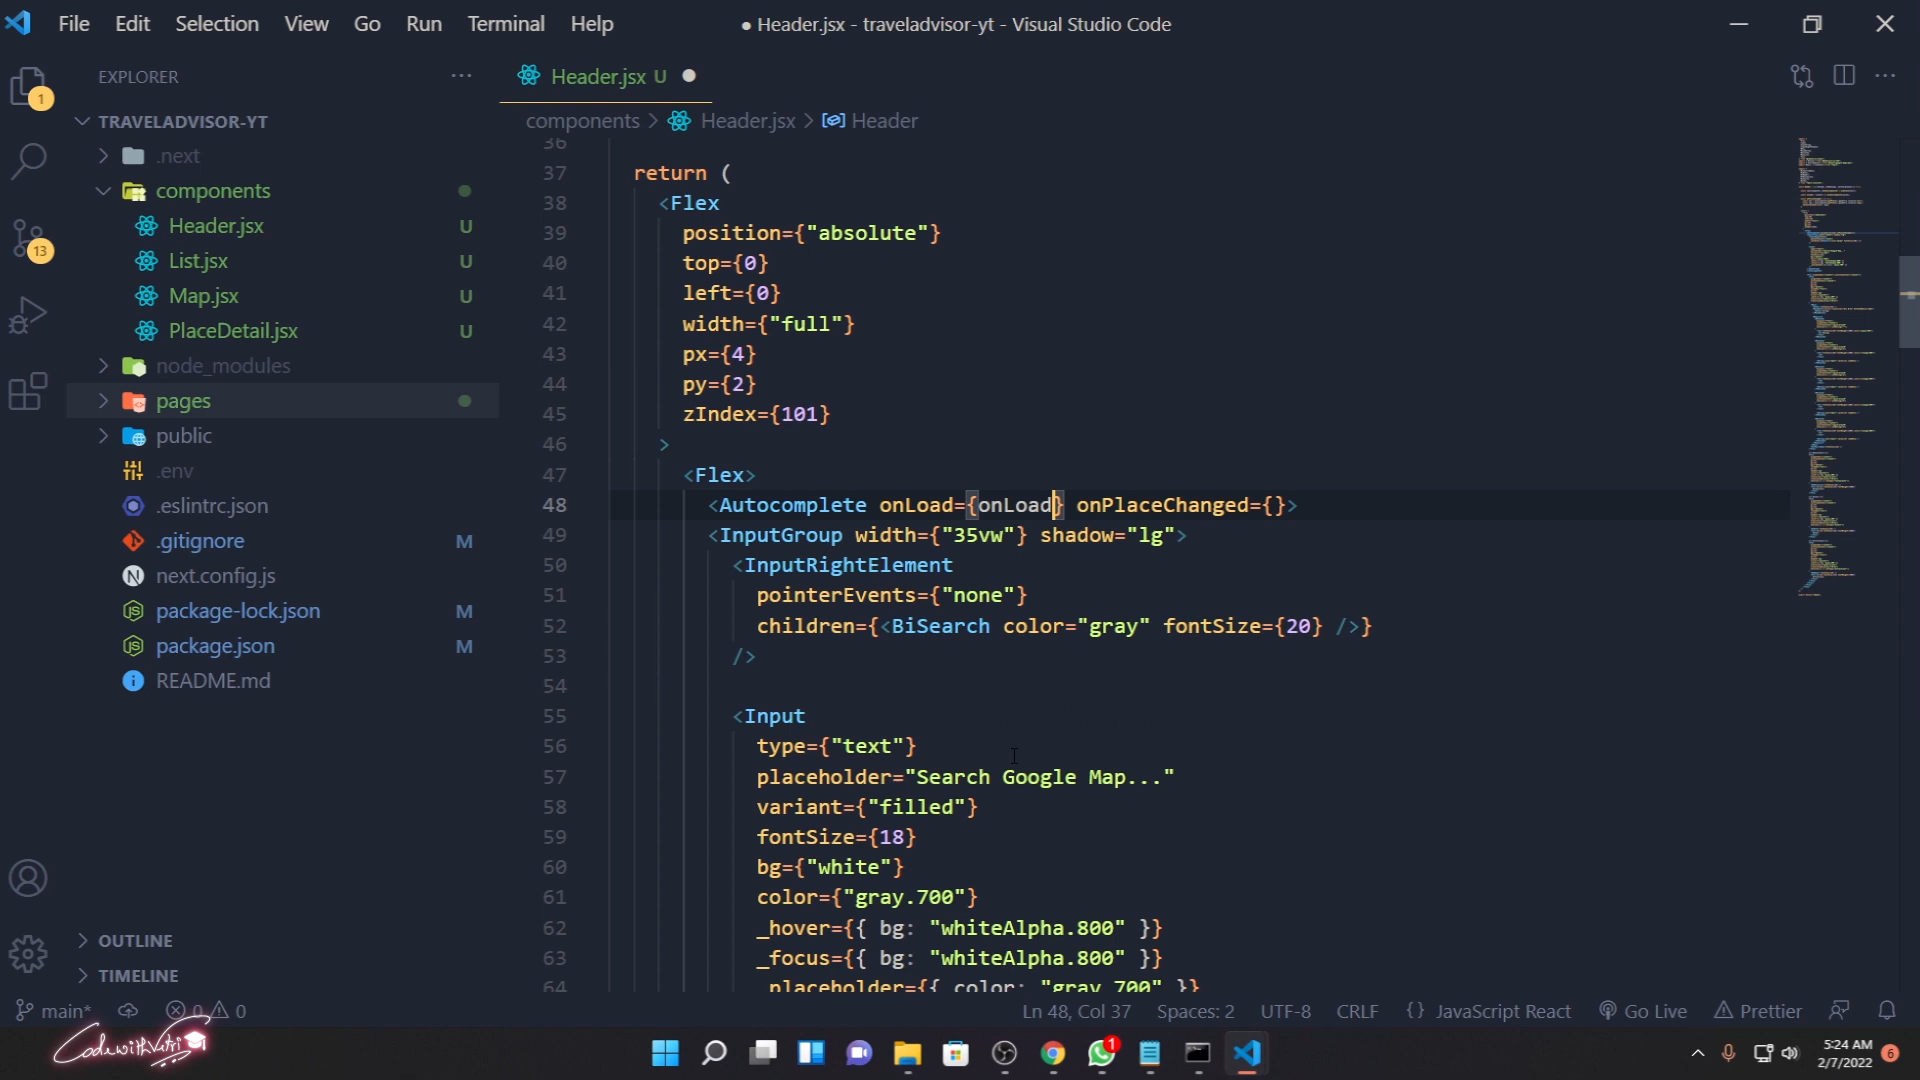 File Edit Selection View Go Run Terminal Help
● Header.jsx - traveladvisor-yt - Visual Studio Code
EXPLORER
TRAVELADVISOR-YT
.next
components
Header.jsx U
List.jsx U
Map.jsx U
PlaceDetail.jsx U
node_modules
pages
public
.env
.eslintrc.json
.gitignore M
next.config.js
package-lock.json M
package.json M
README.md
OUTLINE
TIMELINE
1
13
Header.jsx U
components > Header.jsx > Header
36
37 return (
38 <Flex
39 position={"absolute"}
40 top={0}
41 left={0}
42 width={"full"}
43 px={4}
44 py={2}
45 zIndex={101}
46 >
47 <Flex>
48 <Autocomplete onLoad={onLoad} onPlaceChanged={}>
49 <InputGroup width={"35vw"} shadow="lg">
50 <InputRightElement
51 pointerEvents={"none"}
52 children={<BiSearch color="gray" fontSize={20} />}
53 />
54
55 <Input
56 type={"text"}
57 placeholder="Search Google Map..."
58 variant={"filled"}
59 fontSize={18}
60 bg={"white"}
61 color={"gray.700"}
62 _hover={{ bg: "whiteAlpha.800" }}
63 _focus={{ bg: "whiteAlpha.800" }}
64 _placeholder={{ color: "gray.700" }}
main* 0 0
Ln 48, Col 37 Spaces: 2 UTF-8 CRLF {} JavaScript React Go Live Prettier
CodewithVetri
1
5:24 AM
2/7/2022
6